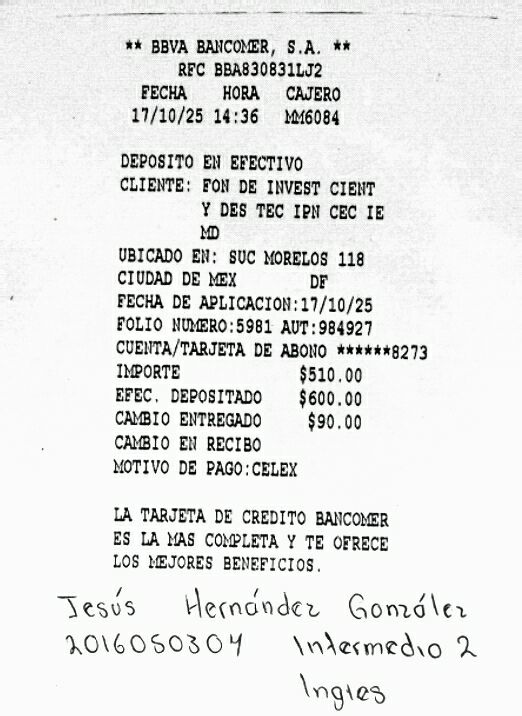 ** BBVA BANCOMER, S.A. **
RFC BBA830831LJ2
FECHA HORA CAJERO
17/10/25 14:36 MM6084
DEPOSITO EN EFECTIVO
CLIENTE: FON DE INVEST CIENT
Y DES TEC IPN CEC IE
MD
UBICADO EN: SUC MORELOS 118
CIUDAD DE MEX DF
FECHA DE APLICACION:17/10/25
FOLIO NUMERO:5981 AUT:984927
CUENTA/TARJETA DE ABONO ******8273
IMPORTE $510.00
EFEC. DEPOSITADO $600.00
CAMBIO ENTREGADO $90.00
CAMBIO EN RECIBO
MOTIVO DE PAGO:CELEX
LA TARJETA DE CREDITO BANCOMER
ES LA MAS COMPLETA Y TE OFRECE
LOS MEJORES BENEFICIOS.
Jesús Hernández González
2016050304 Intermedio 2
Ingles